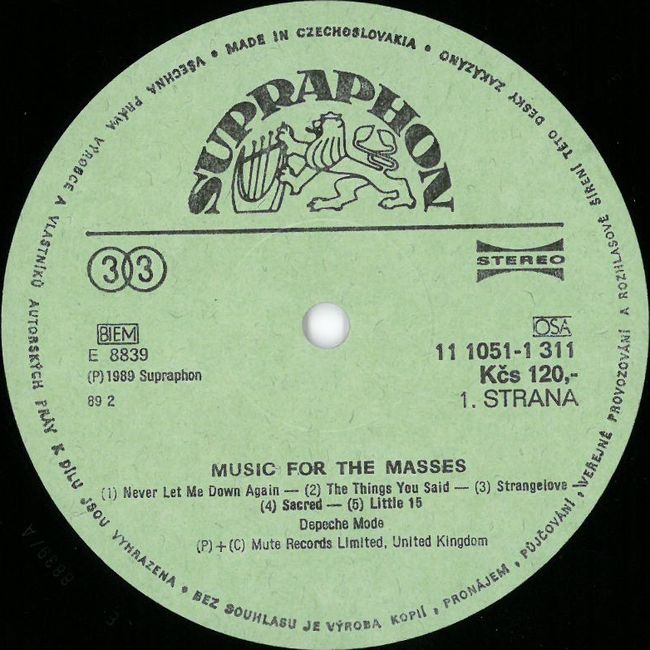 • MADE IN CZECHOSLOVAKIA • VŠECHNA PRÁVA VÝROBCE A VLASTNÍKŮ AUTORSKÝCH PRÁV K DÍLU JSOU VYHRAZENA • BEZ SOUHLASU JE VÝROBA KOPIÍ, PRONÁJEM, PŮJČOVÁNÍ, VEŘEJNÉ PROVOZOVÁNÍ A ROZHLASOVÉ ŠÍŘENÍ TÉTO DESKY ZAKÁZÁNO
SUPRAPHON
33
STEREO
BIEM
OSA
E 8839
11 1051-1 311
(P) 1989 Supraphon
Kčs 120,-
89 2
1. STRANA
MUSIC FOR THE MASSES
(1) Never Let Me Down Again — (2) The Things You Said — (3) Strangelove —
(4) Sacred — (5) Little 15
Depeche Mode
(P) + (C) Mute Records Limited, United Kingdom
8839/A